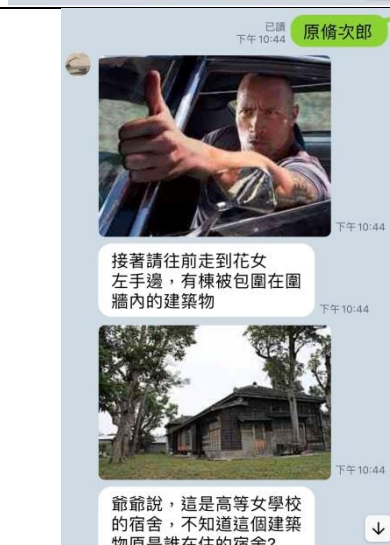 已讀
下午10:44
原脩次郎
下午10:44
接著請往前走到花女
左手邊，有棟被包圍在圍
牆內的建築物
下午10:44
下午10:44
爺爺說，這是高等女學校
的宿舍，不知道這個建築
物原是誰在住的宿舍?